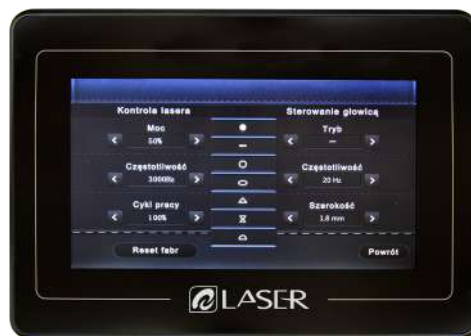 Kontrola lasera
Moc
50%
Częstotliwość
3000Hz
Cykl pracy
100%
Reset fabr
Sterowanie głowicą
Tryb
Częstotliwość
20 Hz
Szerokość
1,8 mm
Powrót
LASER